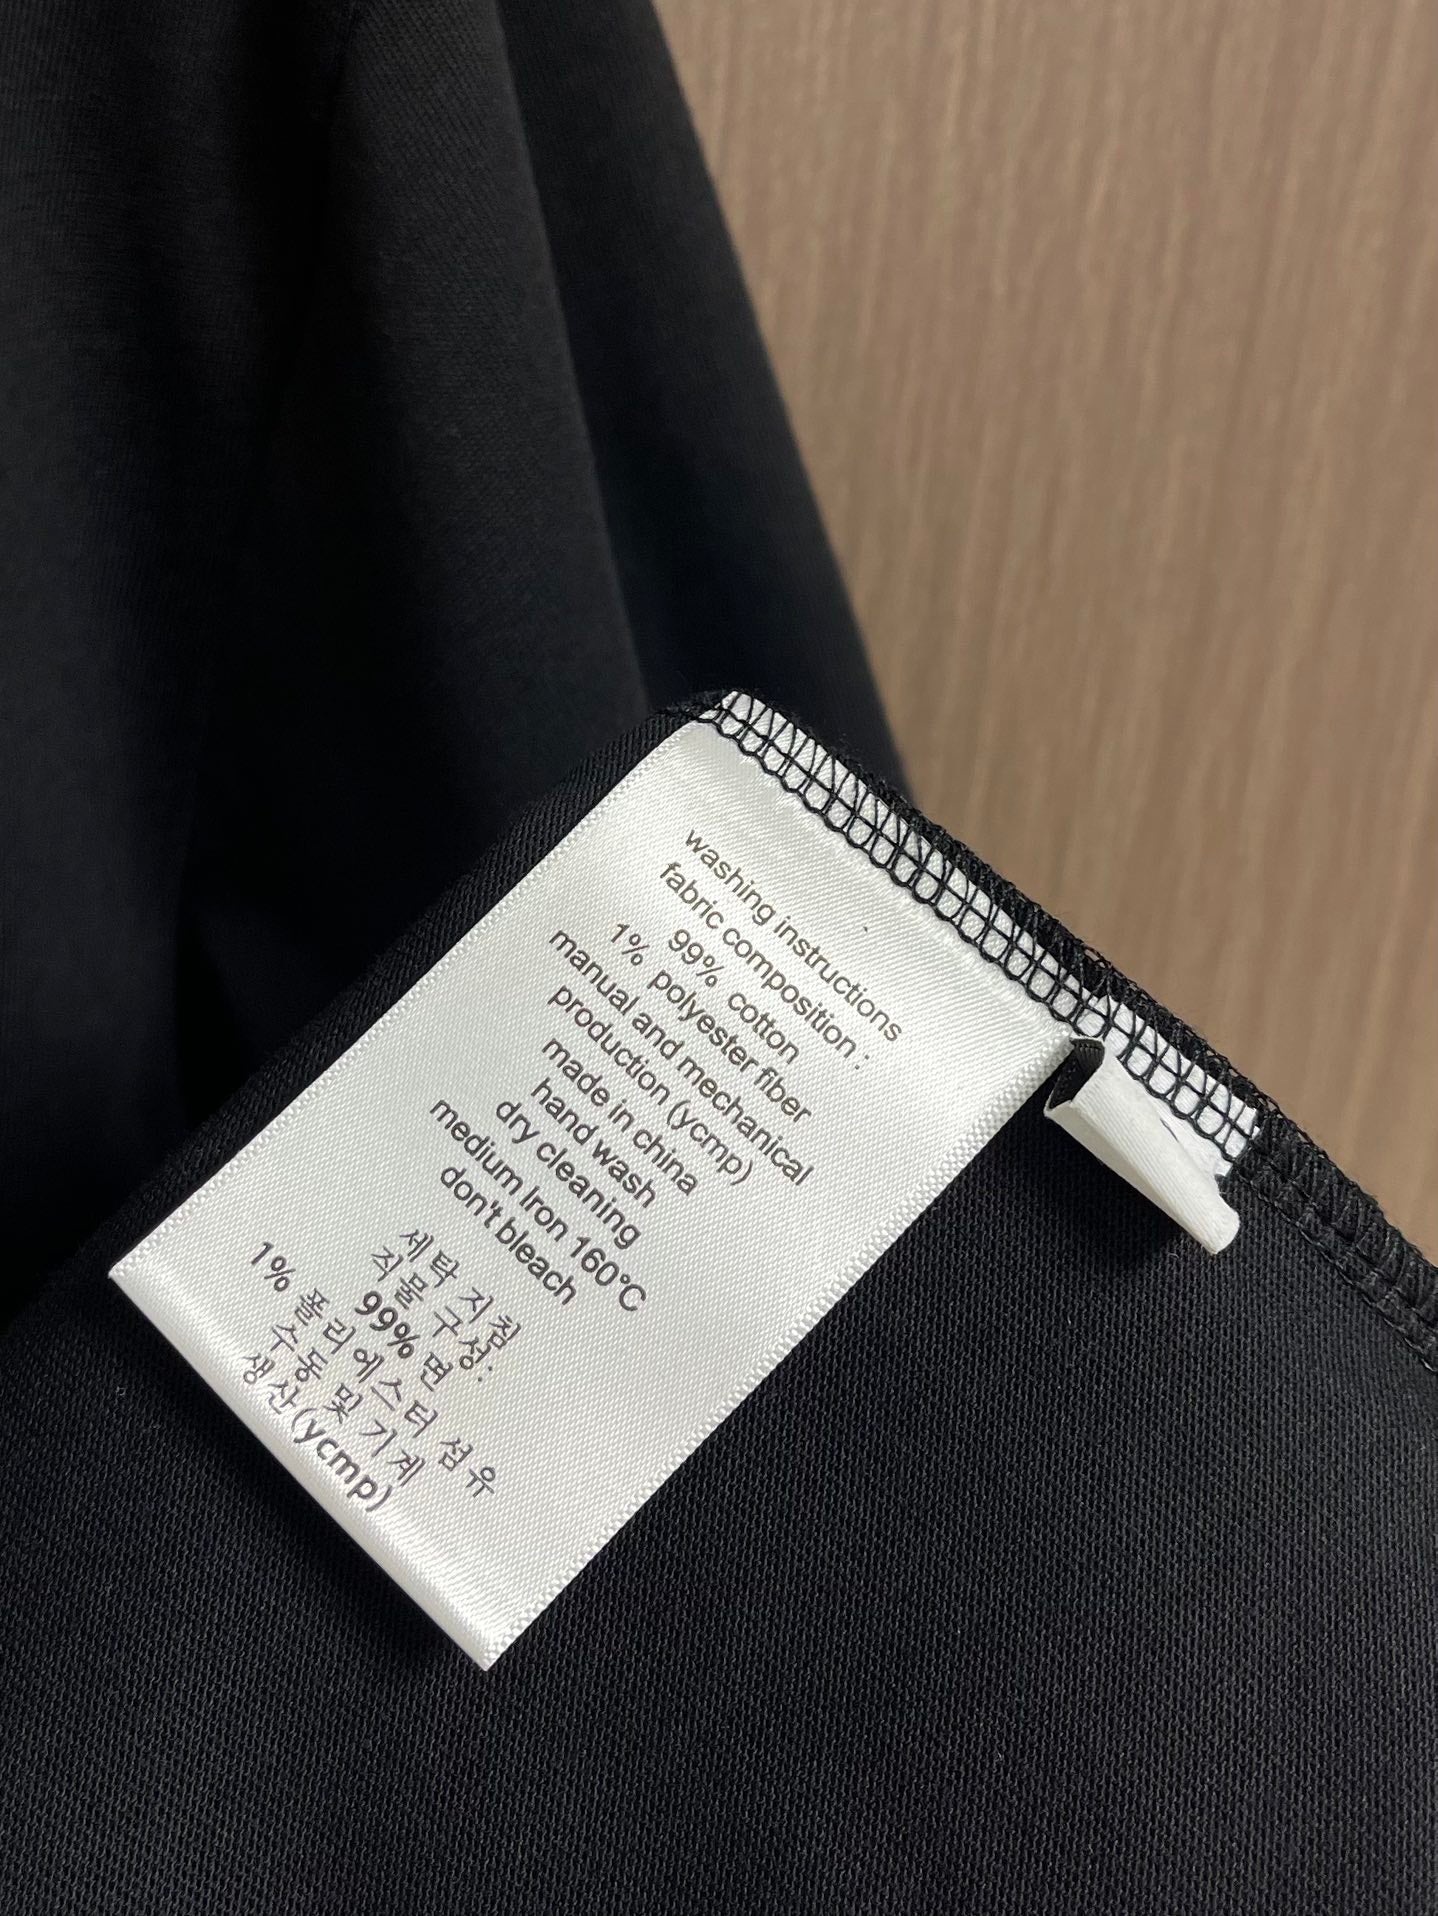 washing instructions
fabric composition :
99% cotton
1% polyester fiber
manual and mechanical
production (ycmp)
made in china
hand wash
dry cleaning
medium Iron 160°C
don't bleach
세탁 지침
직물 구성:
99% 면
1% 폴리에스터 섬유
수동 및 기계
생산 (ycmp)